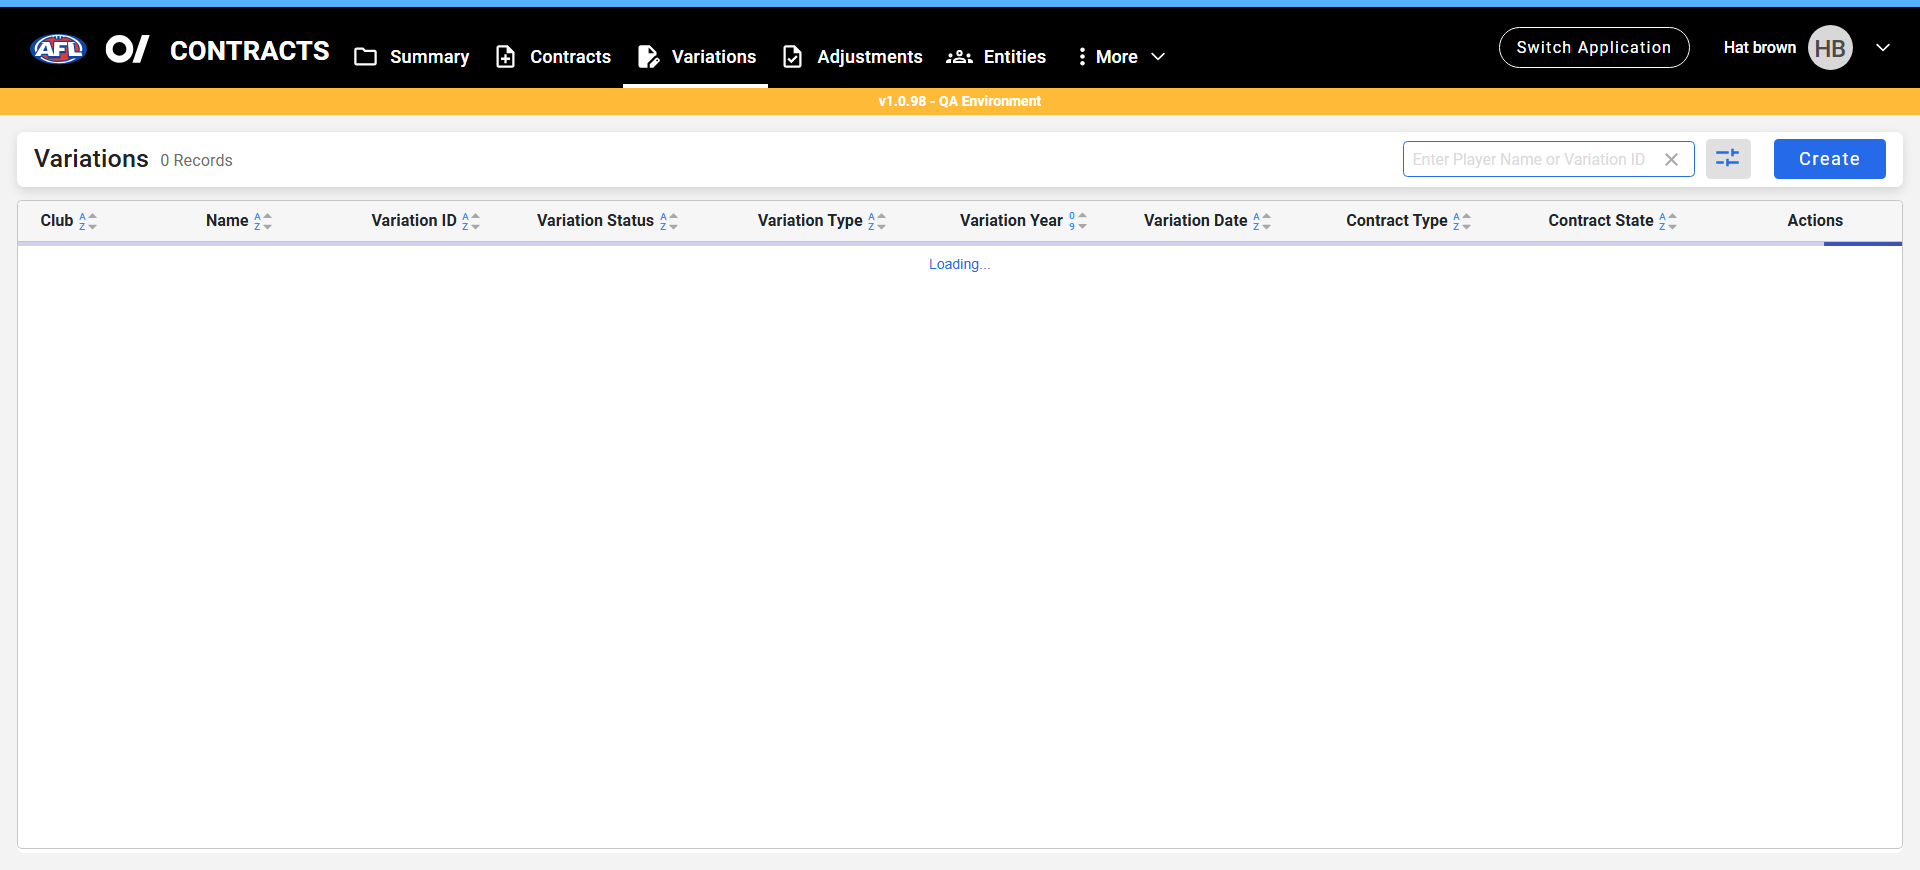 AFL O/ CONTRACTS Summary Contracts Variations Adjustments Entities More Switch Application Hat brown HB
v1.0.98 - QA Environment
Variations 0 Records Enter Player Name or Variation ID Create
Club Name Variation ID Variation Status Variation Type Variation Year Variation Date Contract Type Contract State Actions
Loading...